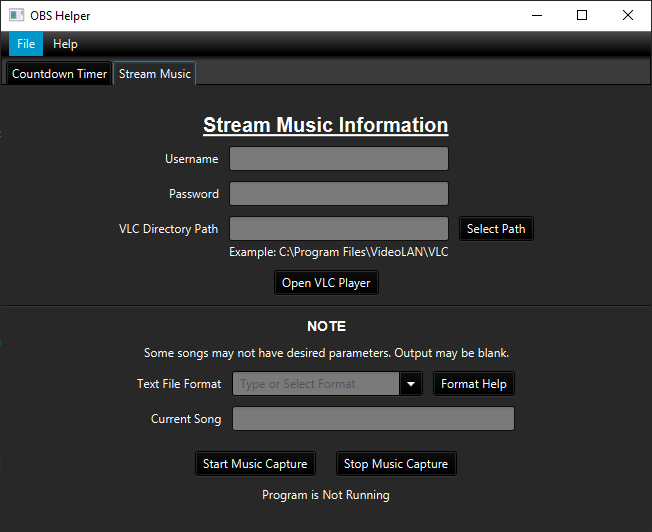 OBS Helper
File Help
Countdown Timer Stream Music
Stream Music Information
Username
Password
VLC Directory Path Select Path
Example: C:\Program Files\VideoLAN\VLC
Open VLC Player
NOTE
Some songs may not have desired parameters. Output may be blank.
Text File Format Type or Select Format Format Help
Current Song
Start Music Capture Stop Music Capture
Program is Not Running